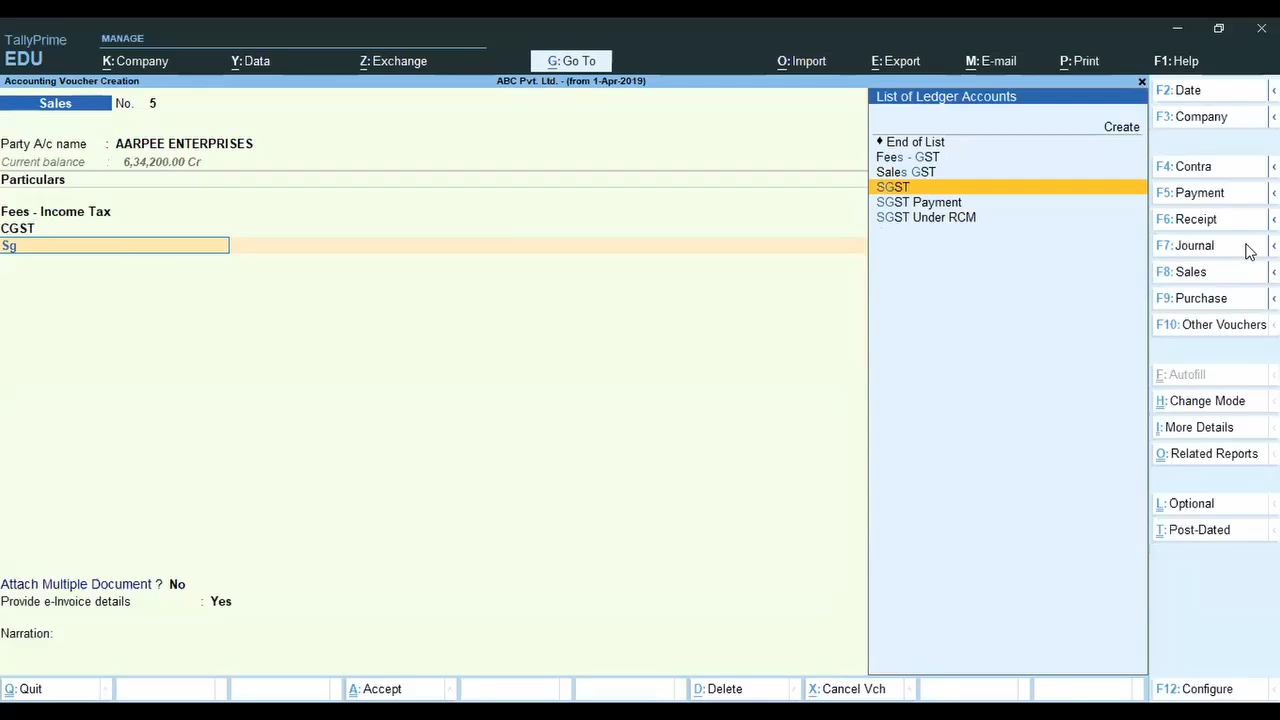 TallyPrime
EDU
MANAGE
K: Company
Y: Data
Z: Exchange
G: Go To
O: Import
E: Export
M: E-mail
P: Print
F1: Help
Accounting Voucher Creation
ABC Pvt. Ltd. - (from 1-Apr-2019)
Sales No. 5
Party A/c name : AARPEE ENTERPRISES
Current balance : 6,34,200.00 Cr
Particulars
Fees - Income Tax
CGST
Sg
Attach Multiple Document ? No
Provide e-Invoice details : Yes
Narration:
List of Ledger Accounts
Create
♦ End of List
Fees - GST
Sales GST
SGST
SGST Payment
SGST Under RCM
F2: Date
F3: Company
F4: Contra
F5: Payment
F6: Receipt
F7: Journal
F8: Sales
F9: Purchase
F10: Other Vouchers
F: Autofill
H: Change Mode
I: More Details
O: Related Reports
L: Optional
T: Post-Dated
Q: Quit
A: Accept
D: Delete
X: Cancel Vch
F12: Configure